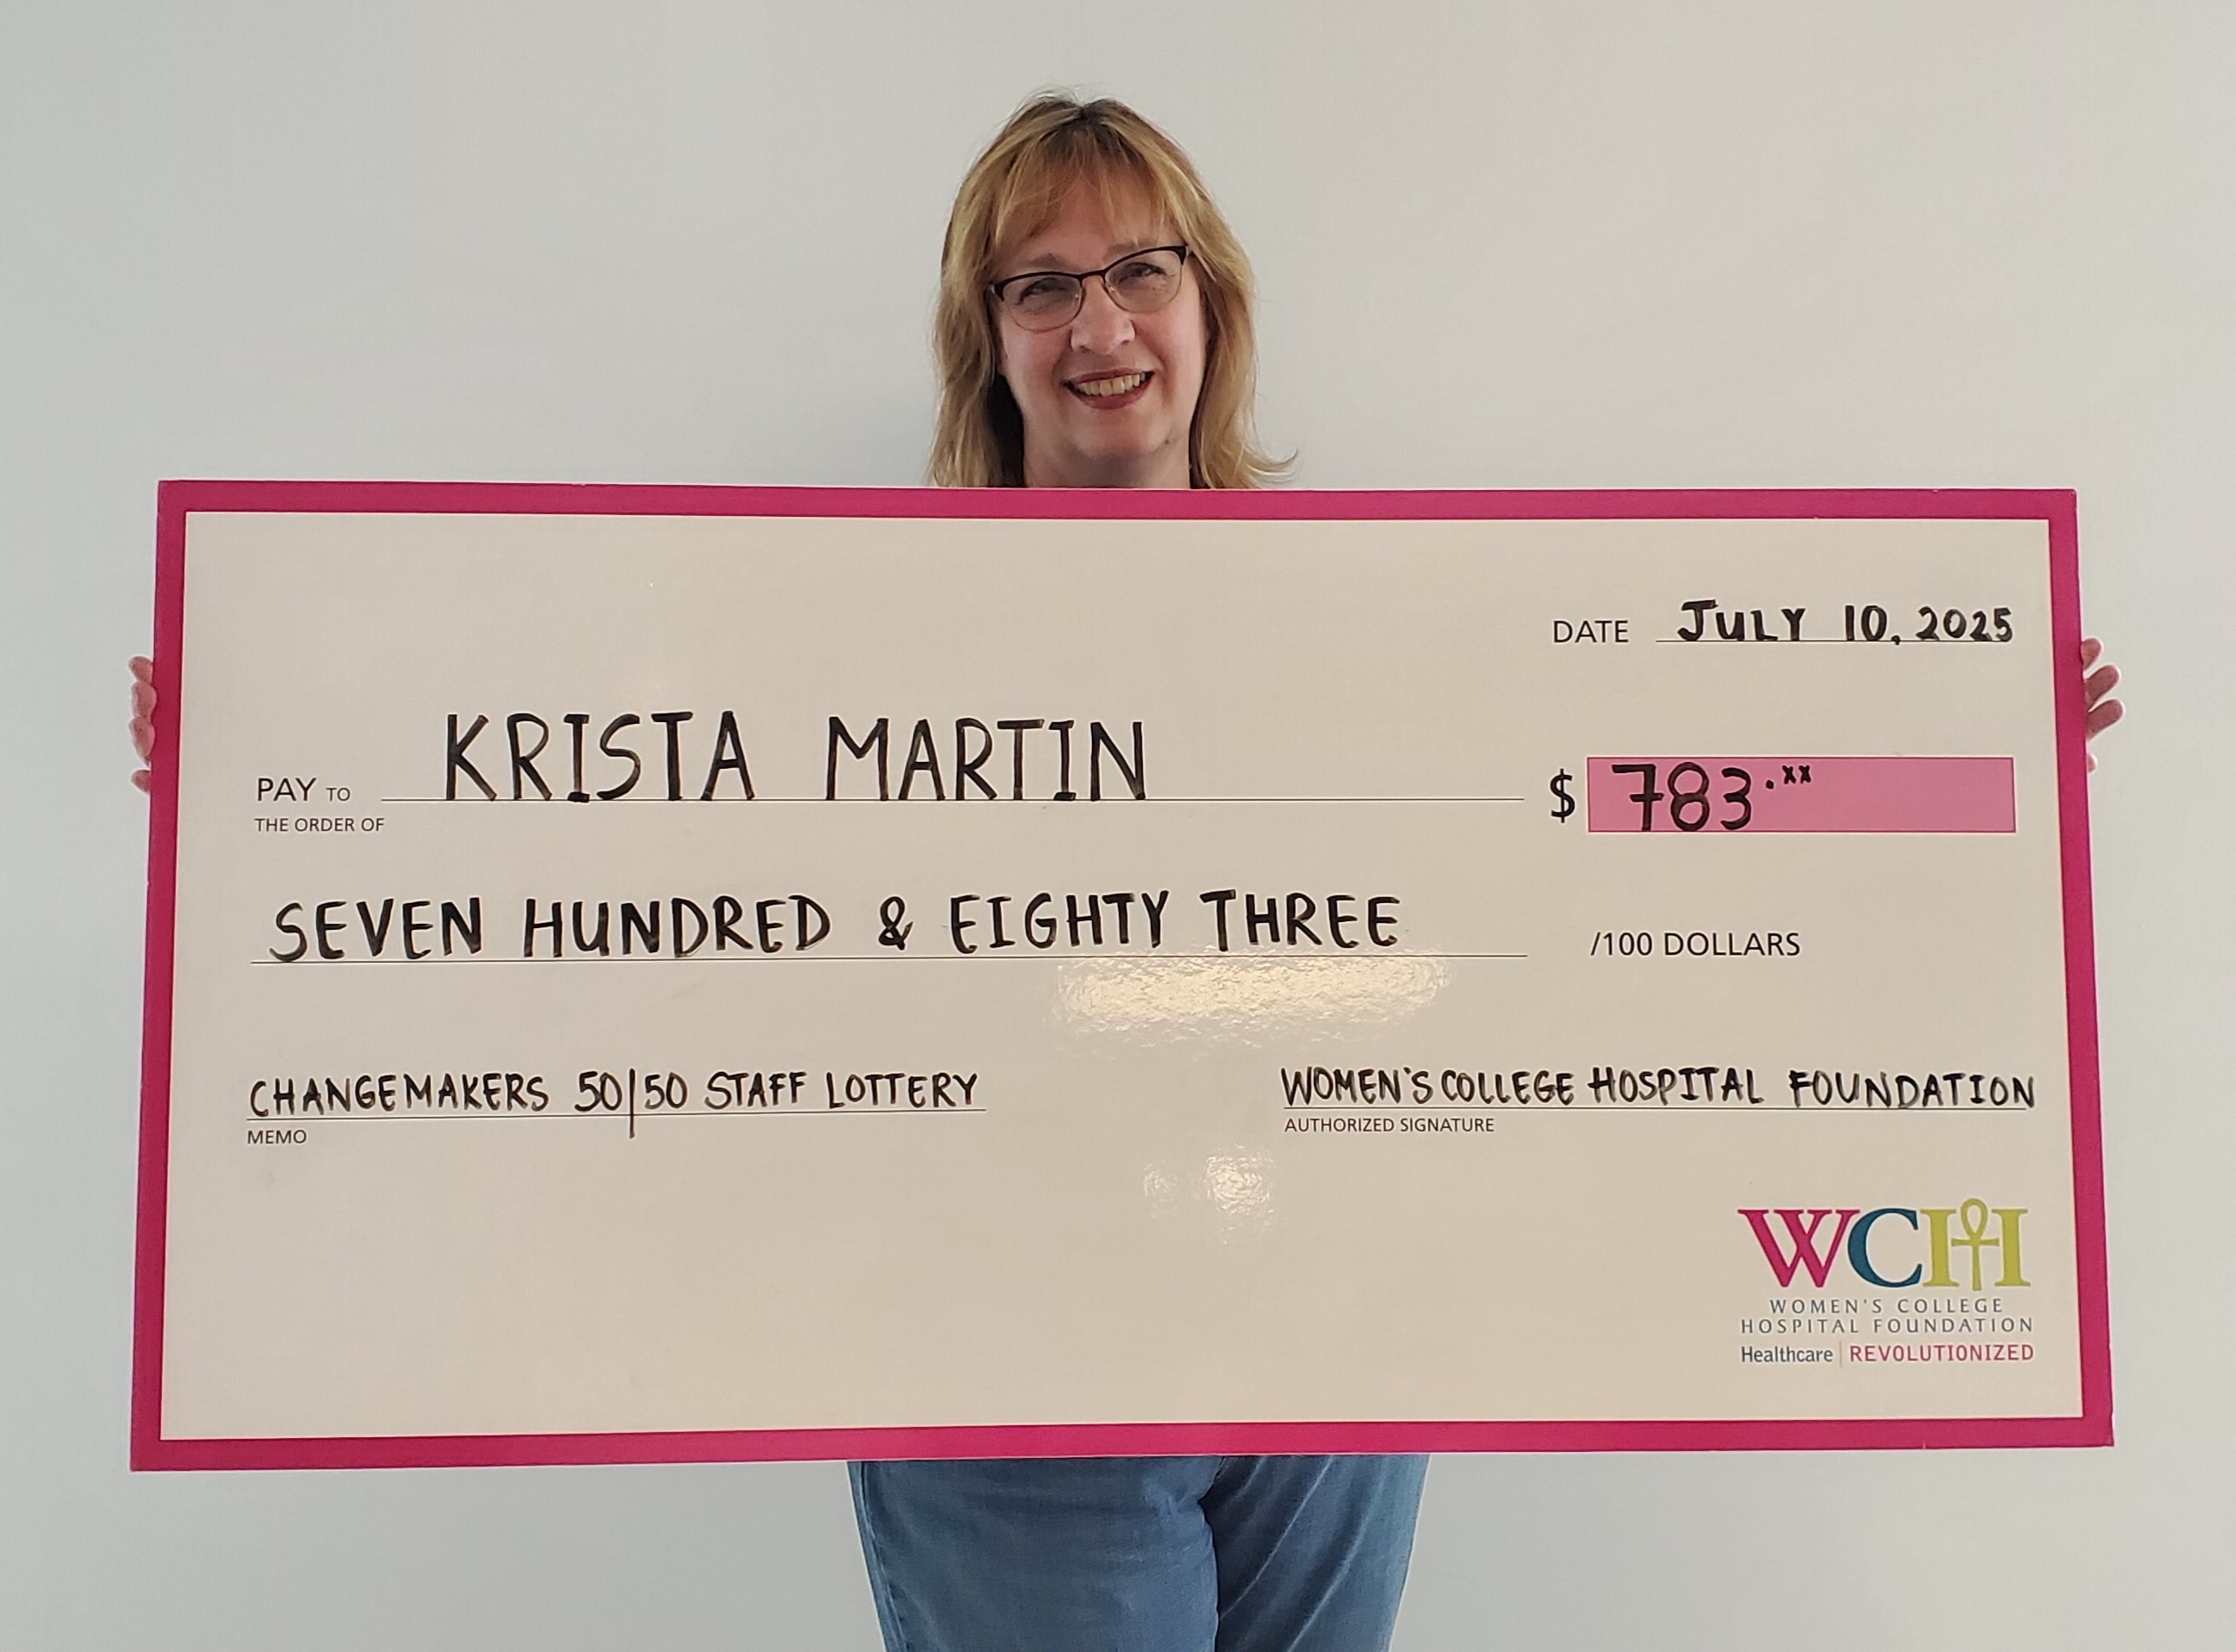 DATE JULY 10, 2025
PAY TO KRISTA MARTIN $ 783.xx
THE ORDER OF
SEVEN HUNDRED & EIGHTY THREE /100 DOLLARS
CHANGEMAKERS 50|50 STAFF LOTTERY
MEMO
WOMEN'S COLLEGE HOSPITAL FOUNDATION
AUTHORIZED SIGNATURE
WCH
WOMEN'S COLLEGE
HOSPITAL FOUNDATION
Healthcare | REVOLUTIONIZED